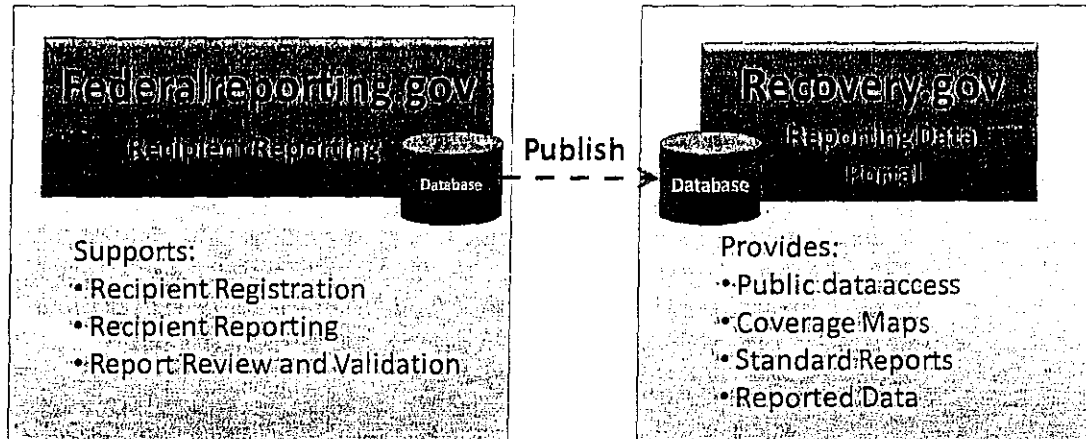 Federalreporting.gov
Recipient Reporting
Database
Supports:
•Recipient Registration
•Recipient Reporting
•Report Review and Validation
Publish
Recovery.gov
Reporting Data
Portal
Database
Provides:
•Public data access
•Coverage Maps
•Standard Reports
•Reported Data